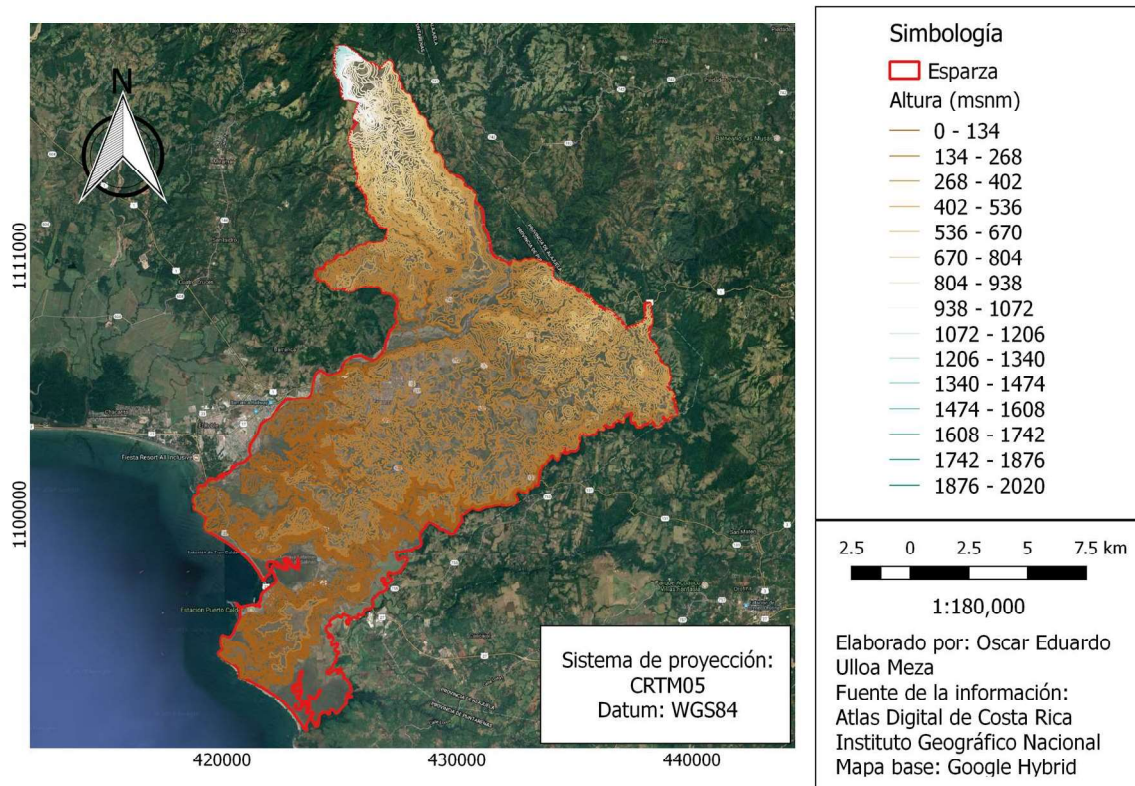 N
1111000
1100000
420000
430000
440000
Fiesta Resort All Inclusive
Estación Puerto Cald
PROVINCIA DE ALAJUELA
Sistema de proyección:
CRTM05
Datum: WGS84
Simbología
Esparza
Altura (msnm)
0 - 134
134 - 268
268 - 402
402 - 536
536 - 670
670 - 804
804 - 938
938 - 1072
1072 - 1206
1206 - 1340
1340 - 1474
1474 - 1608
1608 - 1742
1742 - 1876
1876 - 2020
2.5 0 2.5 5 7.5 km
1:180,000
Elaborado por: Oscar Eduardo
Ulloa Meza
Fuente de la información:
Atlas Digital de Costa Rica
Instituto Geográfico Nacional
Mapa base: Google Hybrid